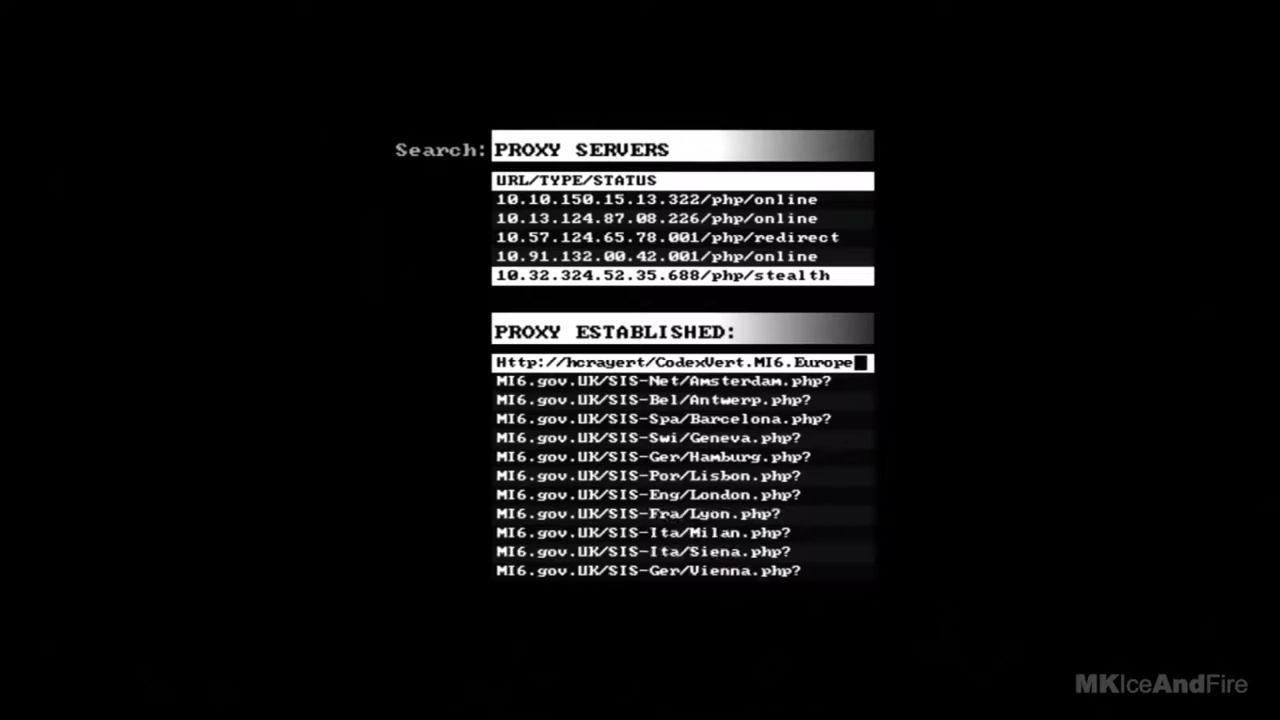 Search: PROXY SERVERS
URL/TYPE/STATUS
10.10.150.15.13.322/php/online
10.13.124.87.08.226/php/online
10.57.124.65.78.001/php/redirect
10.91.132.00.42.001/php/online
10.32.324.52.35.688/php/stealth
PROXY ESTABLISHED:
Http://hcrayert/CodexVert.MI6.Europe
MI6.gov.UK/SIS-Net/Amsterdam.php?
MI6.gov.UK/SIS-Bel/Antwerp.php?
MI6.gov.UK/SIS-Spa/Barcelona.php?
MI6.gov.UK/SIS-Swi/Geneva.php?
MI6.gov.UK/SIS-Ger/Hamburg.php?
MI6.gov.UK/SIS-Por/Lisbon.php?
MI6.gov.UK/SIS-Eng/London.php?
MI6.gov.UK/SIS-Fra/Lyon.php?
MI6.gov.UK/SIS-Ita/Milan.php?
MI6.gov.UK/SIS-Ita/Siena.php?
MI6.gov.UK/SIS-Ger/Vienna.php?
MKIceAndFire